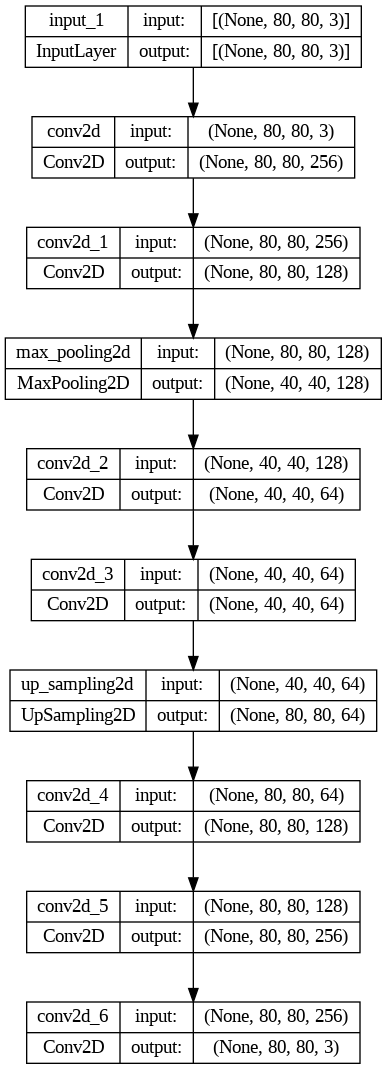 input_1 input: [(None, 80, 80, 3)]
InputLayer output: [(None, 80, 80, 3)]
conv2d input: (None, 80, 80, 3)
Conv2D output: (None, 80, 80, 256)
conv2d_1 input: (None, 80, 80, 256)
Conv2D output: (None, 80, 80, 128)
max_pooling2d input: (None, 80, 80, 128)
MaxPooling2D output: (None, 40, 40, 128)
conv2d_2 input: (None, 40, 40, 128)
Conv2D output: (None, 40, 40, 64)
conv2d_3 input: (None, 40, 40, 64)
Conv2D output: (None, 40, 40, 64)
up_sampling2d input: (None, 40, 40, 64)
UpSampling2D output: (None, 80, 80, 64)
conv2d_4 input: (None, 80, 80, 64)
Conv2D output: (None, 80, 80, 128)
conv2d_5 input: (None, 80, 80, 128)
Conv2D output: (None, 80, 80, 256)
conv2d_6 input: (None, 80, 80, 256)
Conv2D output: (None, 80, 80, 3)